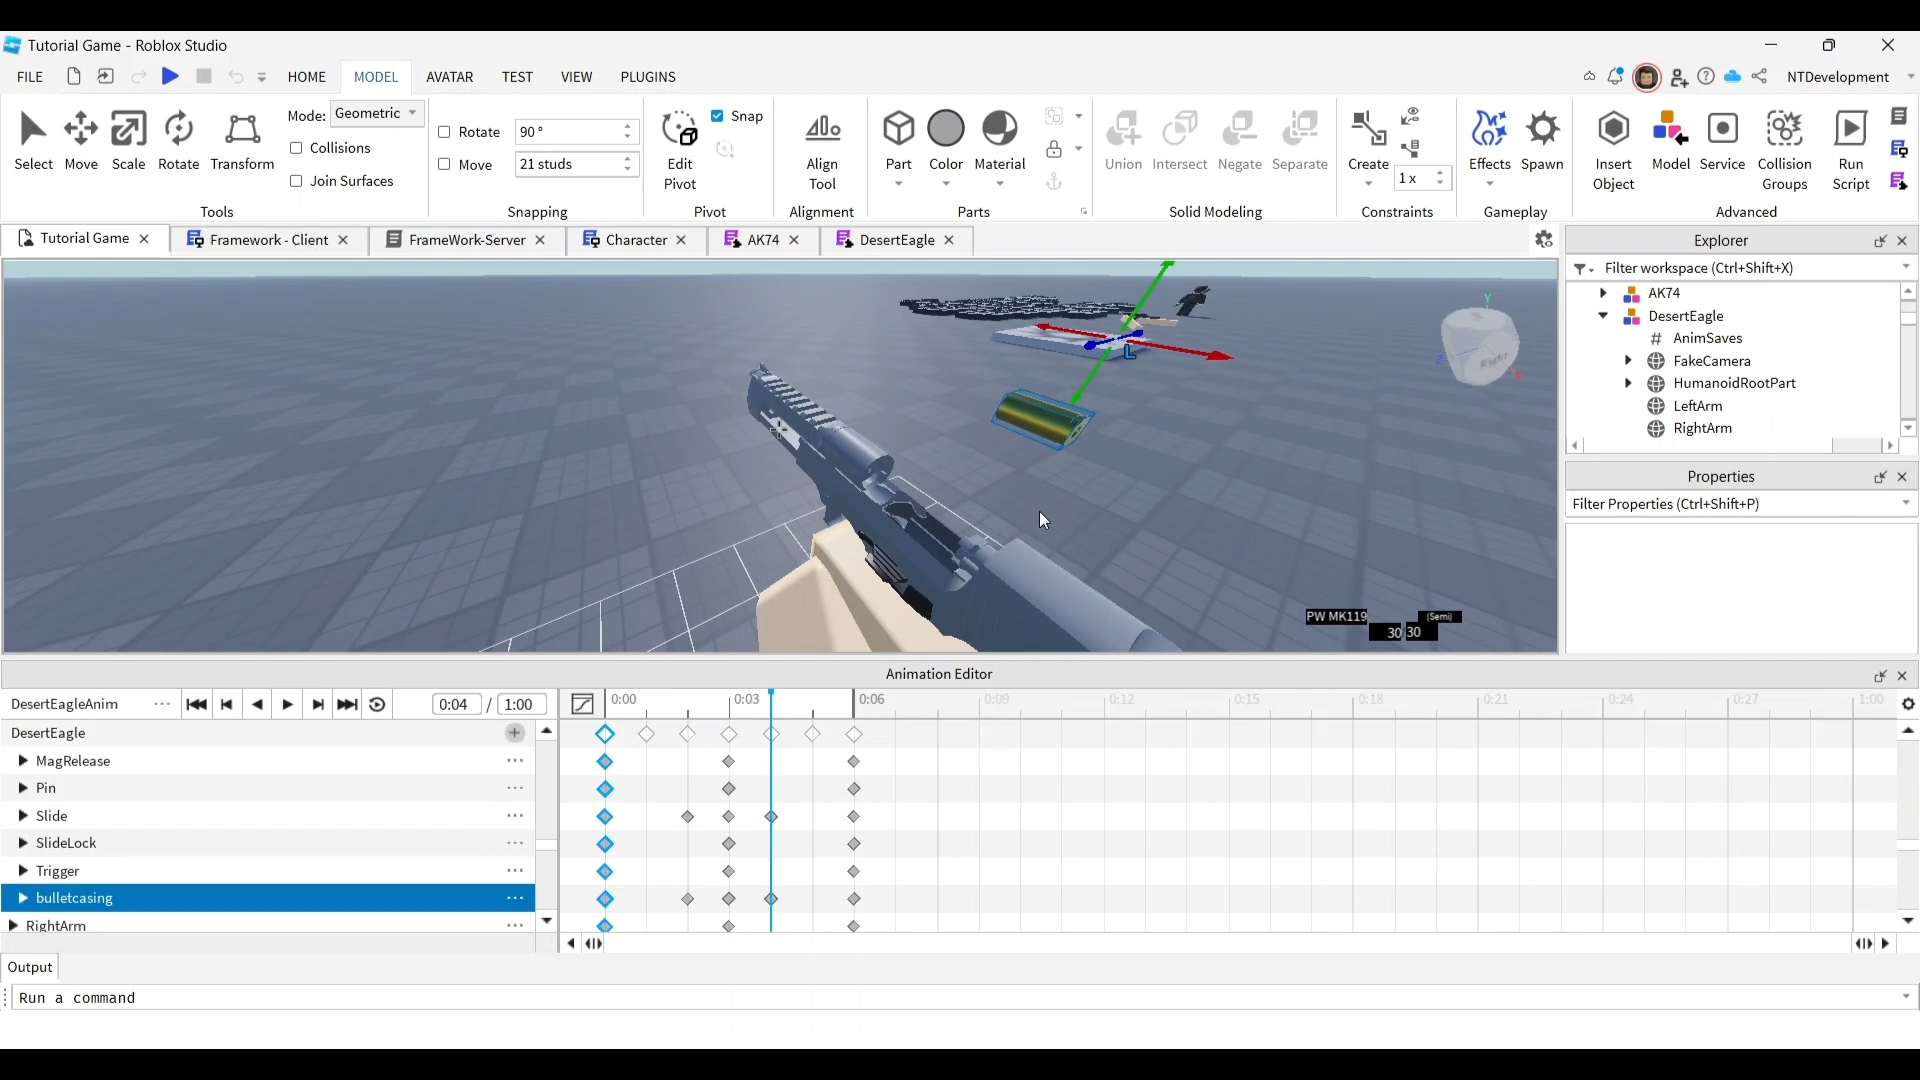 Tutorial Game - Roblox Studio
FILE HOME MODEL AVATAR TEST VIEW PLUGINS NTDevelopment
Select Move Scale Rotate Transform
Mode: Geometric
Collisions
Join Surfaces
Tools
Rotate 90 °
Move 21 studs
Snapping
Edit Pivot
Snap
Pivot
Align Tool
Alignment
Part Color Material
Parts
Union Intersect Negate Separate
Solid Modeling
Create 1 x
Constraints
Effects Spawn
Gameplay
Insert Object Model Service Collision Groups Run Script
Advanced
Tutorial Game Framework - Client FrameWork-Server Character AK74 DesertEagle
Explorer
Filter workspace (Ctrl+Shift+X)
AK74
DesertEagle
# AnimSaves
FakeCamera
HumanoidRootPart
LeftArm
RightArm
Properties
Filter Properties (Ctrl+Shift+P)
Y
Right
L
PW MK119 (Semi)
30 30
Animation Editor
DesertEagleAnim 0:04 / 1:00
0:00 0:03 0:06 0:09 0:12 0:15 0:18 0:21 0:24 0:27 1:00
DesertEagle
MagRelease
Pin
Slide
SlideLock
Trigger
bulletcasing
RightArm
Output
Run a command